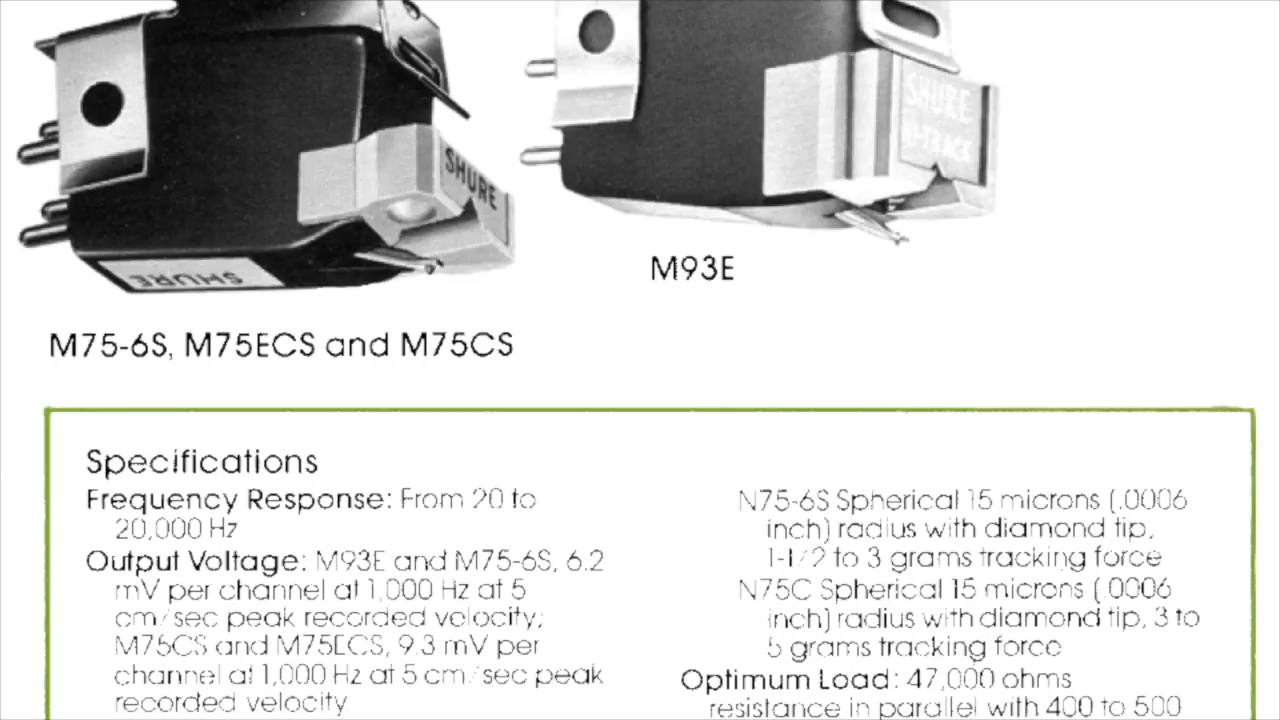 SHURE
HI-TRACK
SHURE
SHURE
M93E
M75-6S, M75ECS and M75CS
Specifications
Frequency Response: From 20 to
20,000 Hz
Output Voltage: M93E and M75-6S, 6.2
mV per channel at 1,000 Hz at 5
cm/sec peak recorded velocity;
M75CS and M75ECS, 9.3 mV per
channel at 1,000 Hz at 5 cm/sec peak
recorded velocity
N75-6S Spherical 15 microns (.0006
inch) radius with diamond tip,
1-1/2 to 3 grams tracking force
N75C Spherical 15 microns (.0006
inch) radius with diamond tip, 3 to
5 grams tracking force
Optimum Load: 47,000 ohms
resistance in parallel with 400 to 500